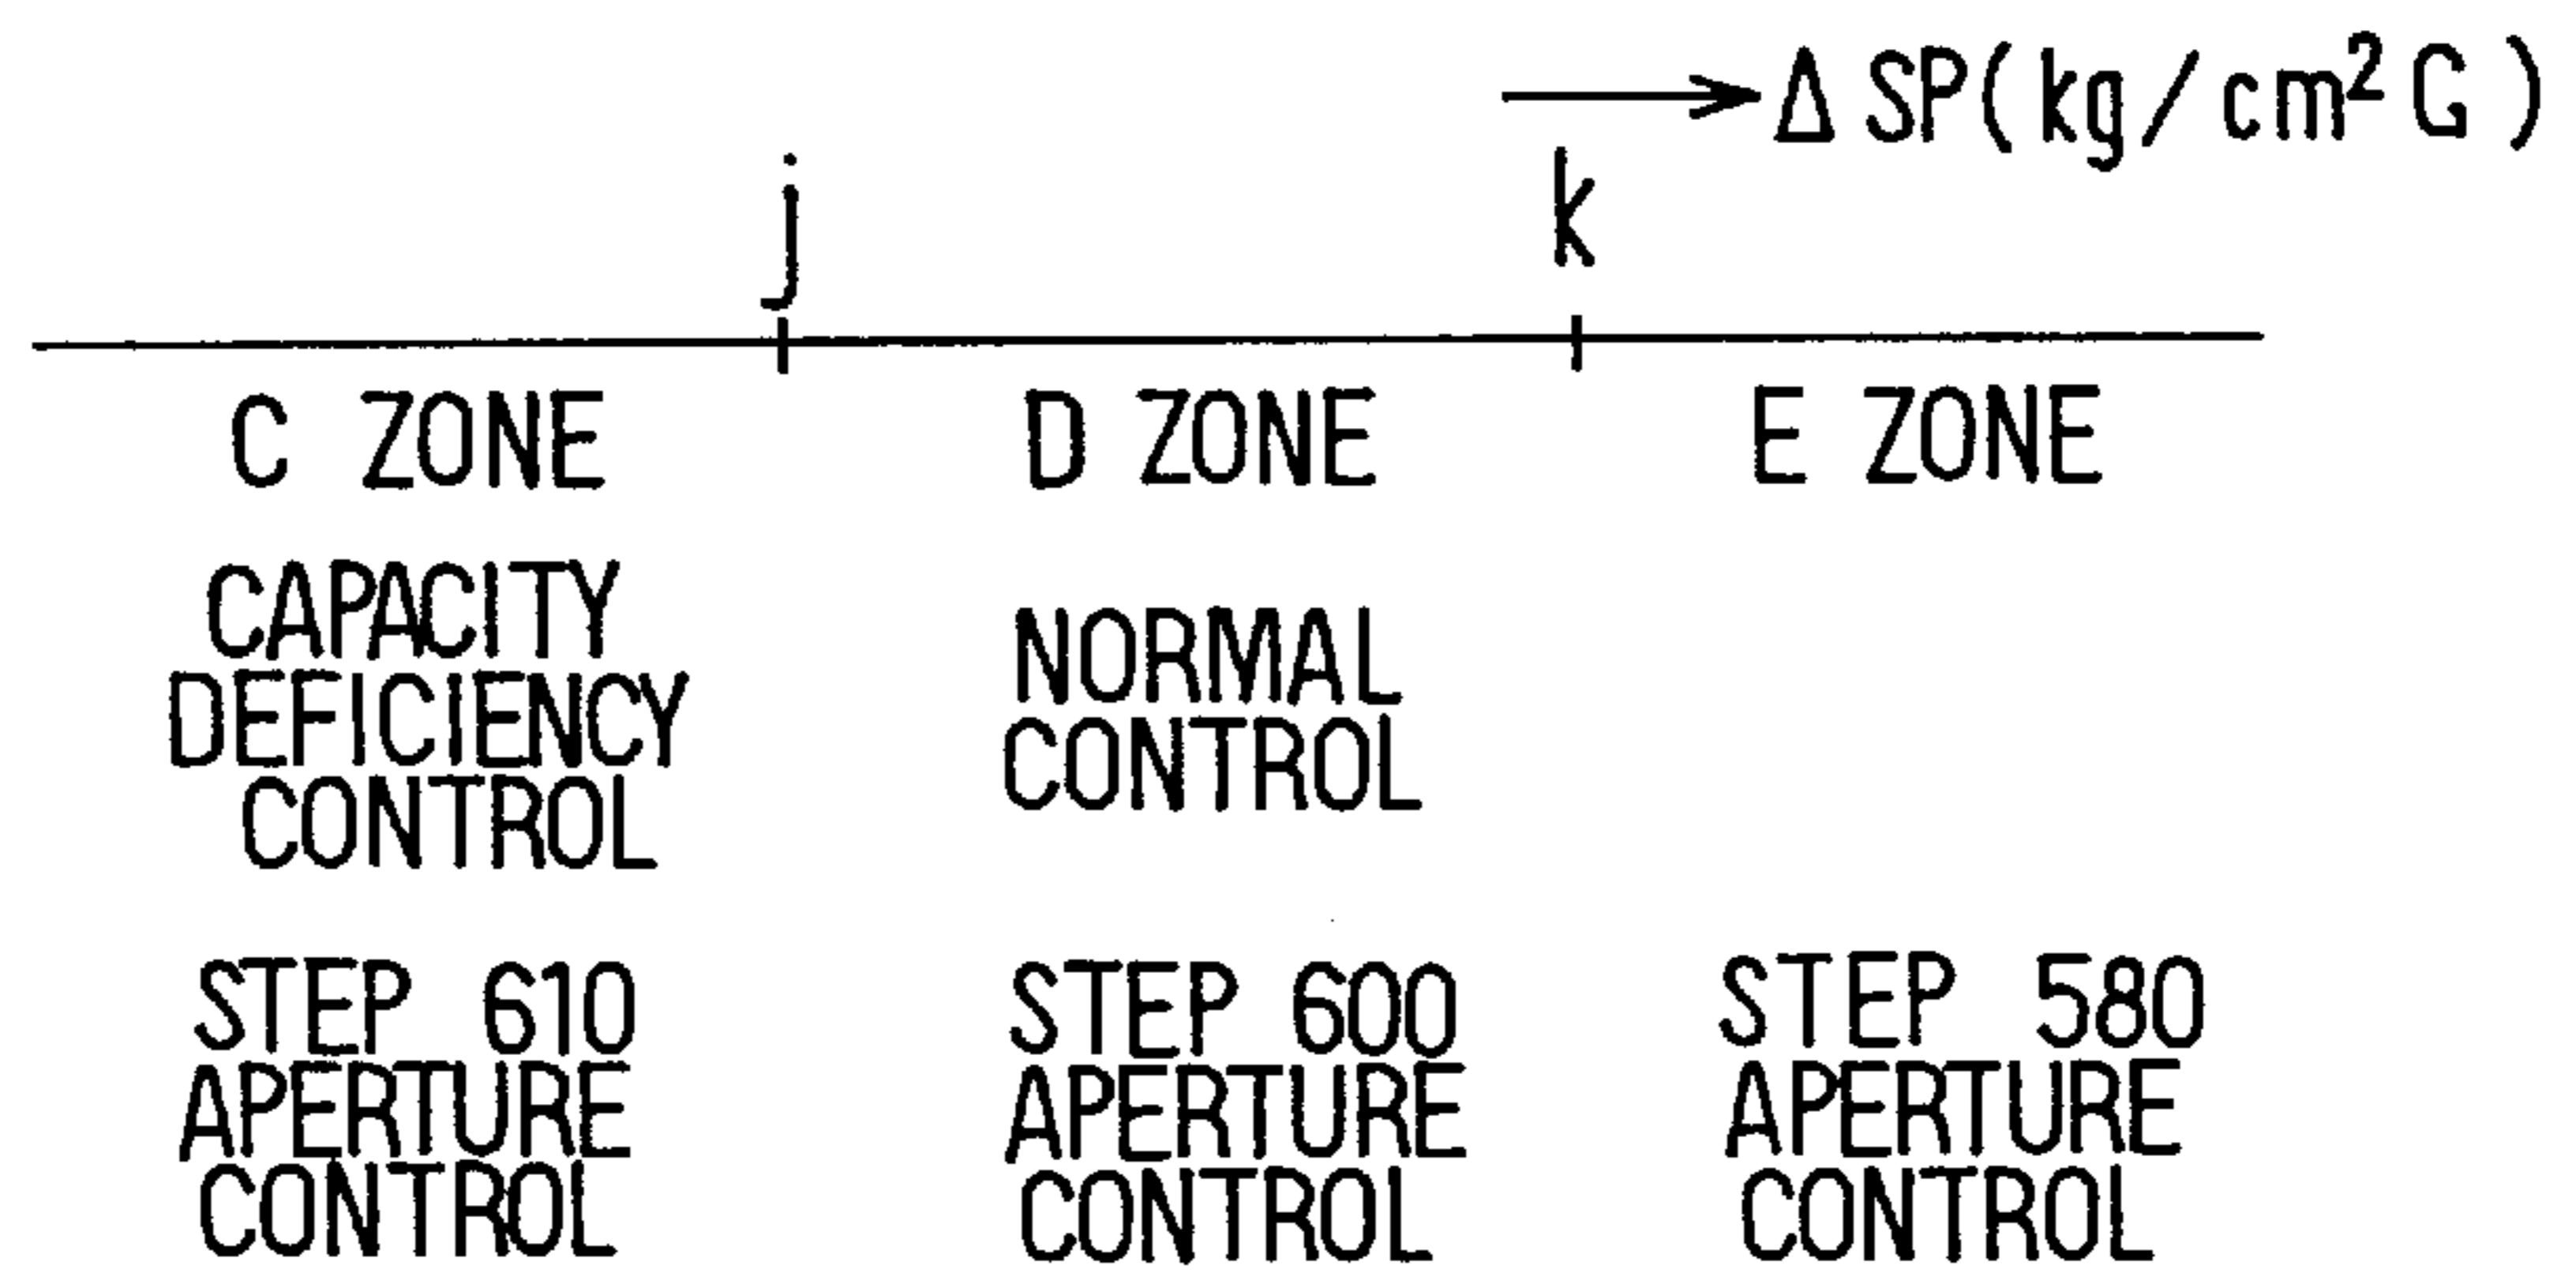 Δ SP(kg/cm²G)
j
k
C ZONE
D ZONE
E ZONE
CAPACITY
DEFICIENCY
CONTROL
NORMAL
CONTROL
STEP 610
APERTURE
CONTROL
STEP 600
APERTURE
CONTROL
STEP 580
APERTURE
CONTROL